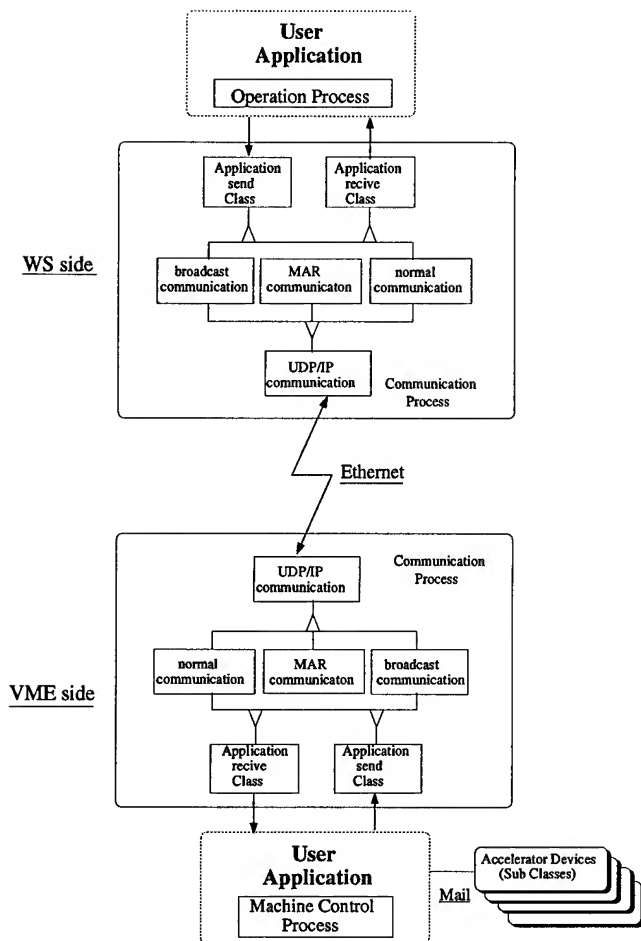 User
Application
Operation Process
Application
send
Class
Application
recive
Class
WS side
broadcast
communication
MAR
communicaton
normal
communication
UDP/IP
communication
Communication
Process
Ethernet
UDP/IP
communication
Communication
Process
normal
communication
MAR
communicaton
broadcast
communication
VME side
Application
recive
Class
Application
send
Class
User
Application
Machine Control
Process
Mail
Accelerator Devices
(Sub Classes)